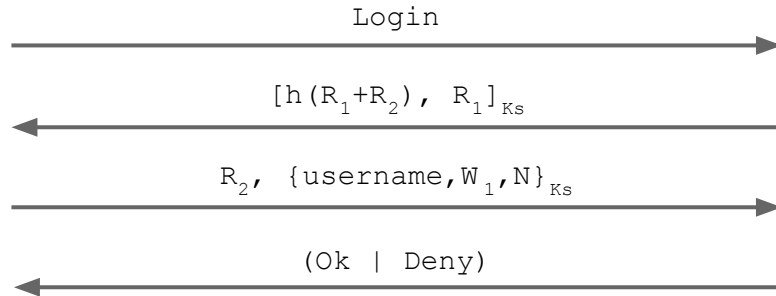 Login
[h(R₁+R₂), R₁]Ks
R₂, {username,W₁,N}Ks
(Ok | Deny)